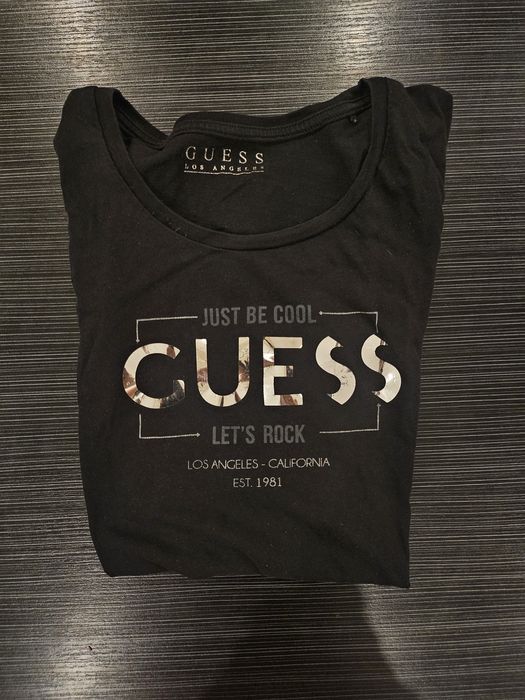 GUESS
LOS ANGELES
JUST BE COOL
GUESS
LET'S ROCK
LOS ANGELES - CALIFORNIA
EST. 1981